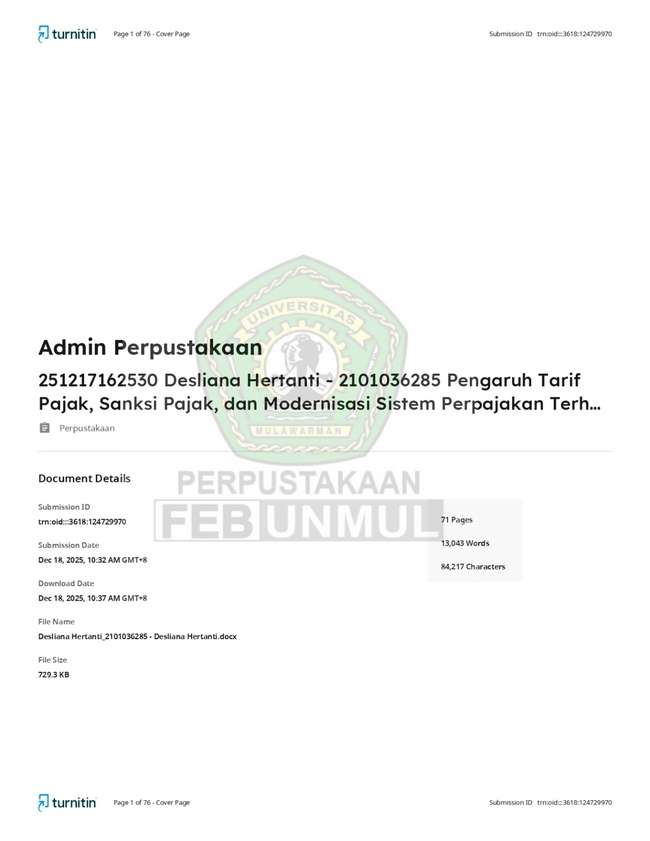 turnitin Page 1 of 76 - Cover Page Submission ID trn:oid:::3618:124729970
UNIVERSITAS
Admin Perpustakaan
251217162530 Desliana Hertanti - 2101036285 Pengaruh Tarif
Pajak, Sanksi Pajak, dan Modernisasi Sistem Perpajakan Terh...
MULAWARMAN
Perpustakaan
Document Details
PERPUSTAKAAN
FEB UNMUL
Submission ID
trn:oid:::3618:124729970
Submission Date
Dec 18, 2025, 10:32 AM GMT+8
Download Date
Dec 18, 2025, 10:37 AM GMT+8
File Name
Desliana Hertanti_2101036285 - Desliana Hertanti.docx
File Size
729.3 KB
71 Pages
13,043 Words
84,217 Characters
turnitin Page 1 of 76 - Cover Page Submission ID trn:oid:::3618:124729970